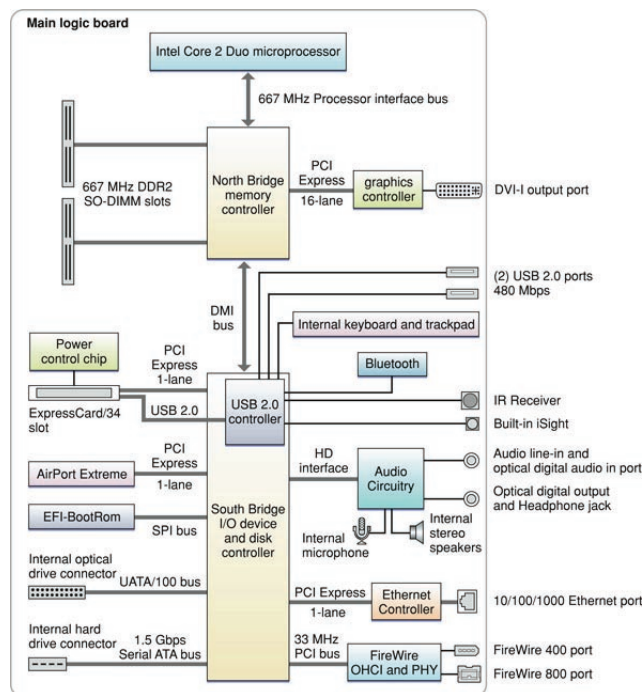 Main logic board
Intel Core 2 Duo microprocessor
667 MHz Processor interface bus
667 MHz DDR2
SO-DIMM slots
North Bridge
memory
controller
PCI
Express
16-lane
graphics
controller
DVI-I output port
(2) USB 2.0 ports
480 Mbps
DMI
bus
Internal keyboard and trackpad
Power
control chip
PCI
Express
1-lane
Bluetooth
USB 2.0
USB 2.0
controller
ExpressCard/34
slot
IR Receiver
Built-in iSight
AirPort Extreme
PCI
Express
1-lane
HD
interface
Audio
Circuitry
Audio line-in and
optical digital audio in port
Optical digital output
and Headphone jack
EFI-BootRom
SPI bus
South Bridge
I/O device
and disk
controller
Internal
microphone
Internal
stereo
speakers
Internal optical
drive connector
UATA/100 bus
PCI Express
1-lane
Ethernet
Controller
10/100/1000 Ethernet port
Internal hard
drive connector
1.5 Gbps
Serial ATA bus
33 MHz
PCI bus
FireWire
OHCI and PHY
FireWire 400 port
FireWire 800 port